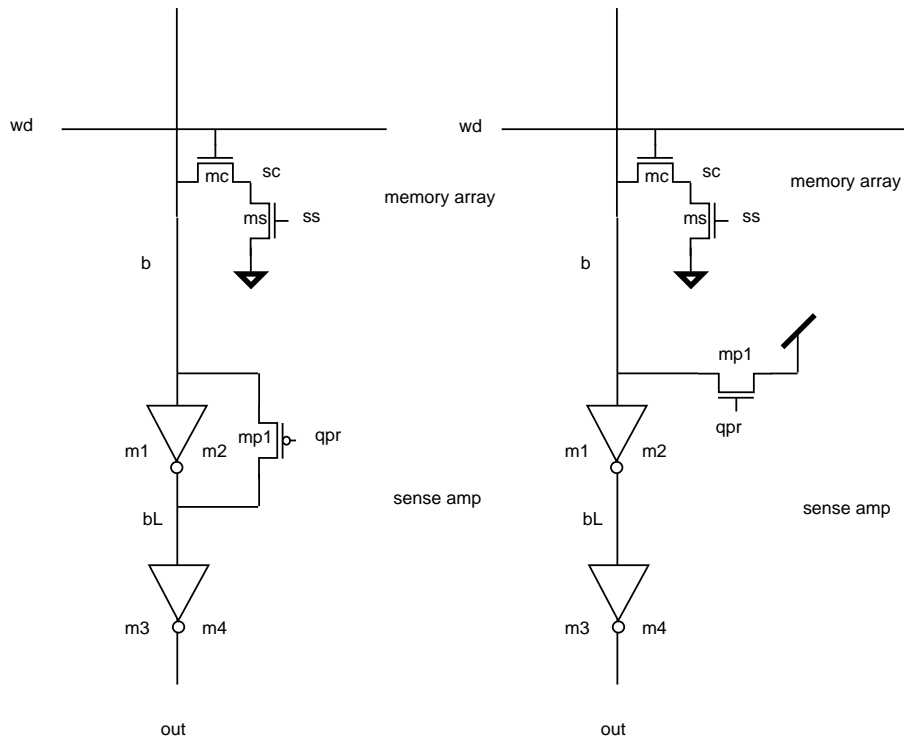 wd
mc
sc
memory array
ms
ss
b
m1
m2
mp1
qpr
sense amp
bL
m3
m4
out
wd
mc
sc
memory array
ms
ss
b
mp1
qpr
m1
m2
bL
sense amp
m3
m4
out